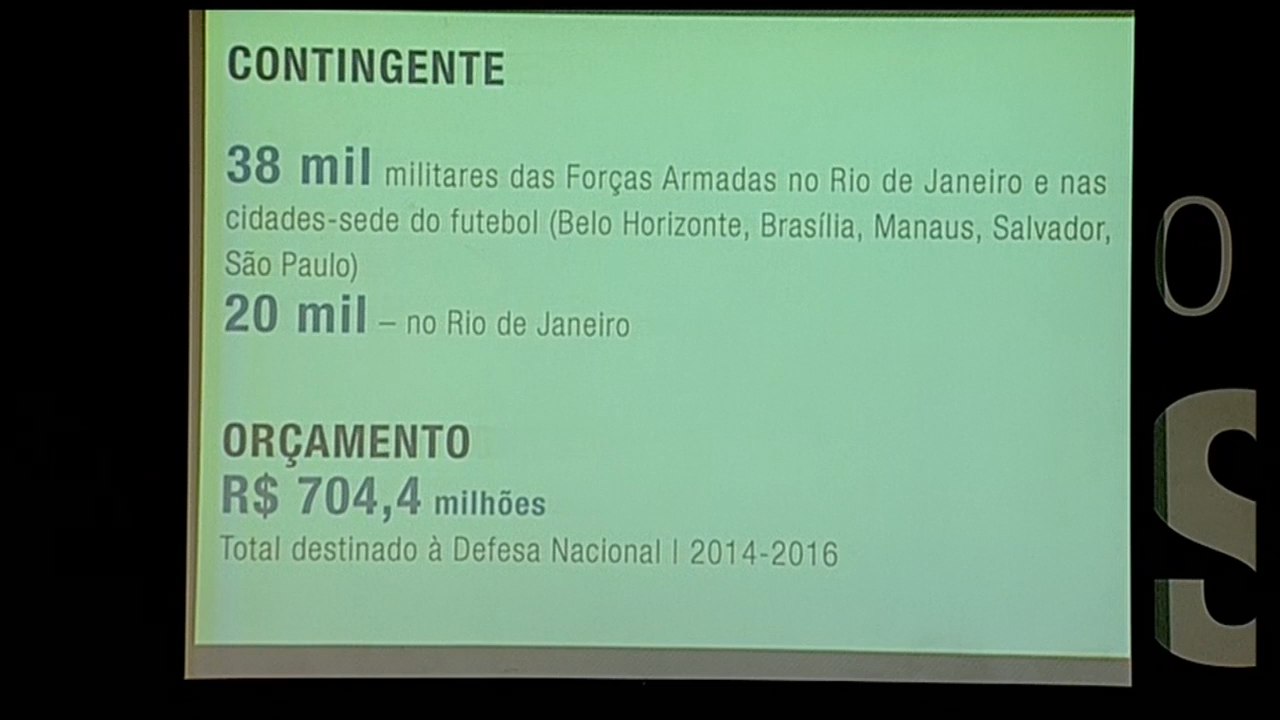 CONTINGENTE
38 mil militares das Forças Armadas no Rio de Janeiro e nas
cidades-sede do futebol (Belo Horizonte, Brasília, Manaus, Salvador,
São Paulo)
20 mil – no Rio de Janeiro
ORÇAMENTO
R$ 704,4 milhões
Total destinado à Defesa Nacional | 2014-2016
O
S